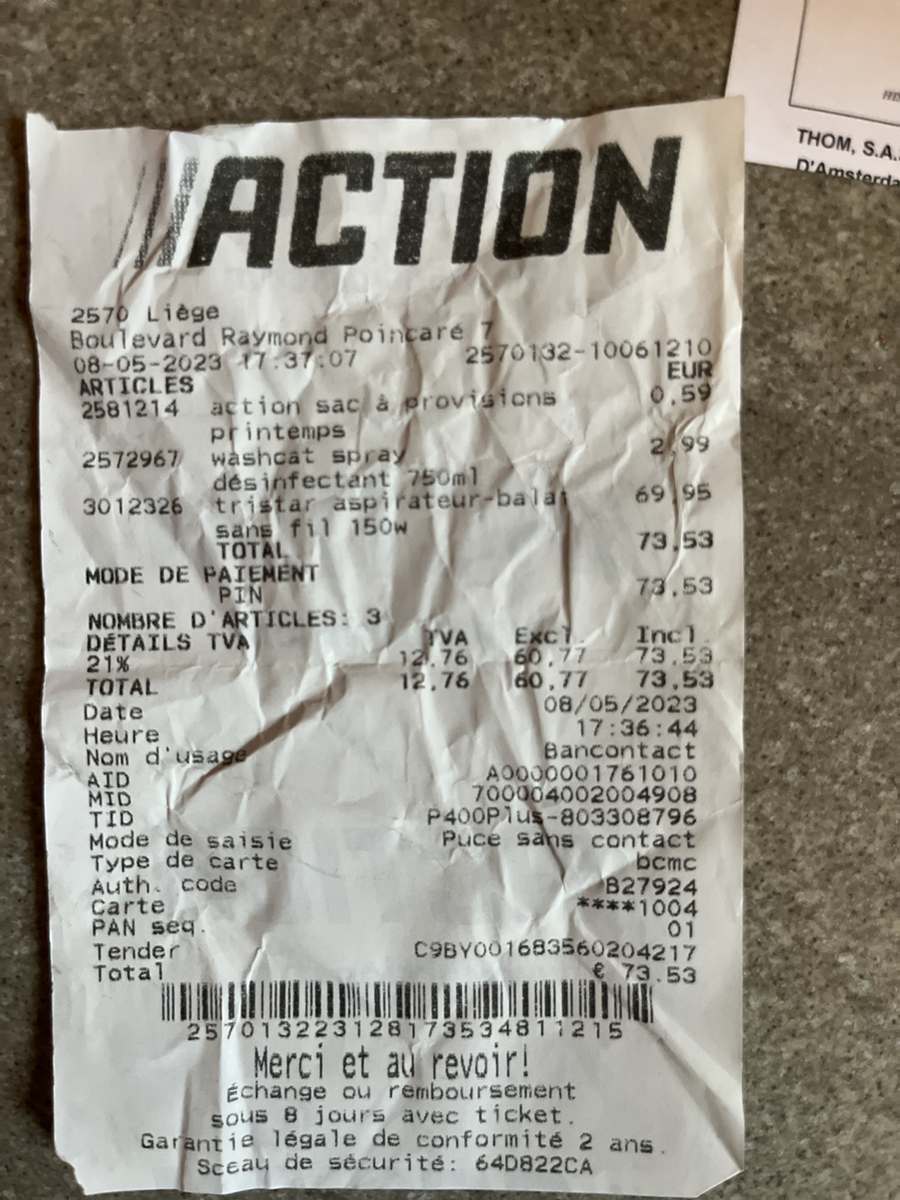 ACTION
2570 Liège
Boulevard Raymond Poincaré 7
08-05-2023 17:37:07 2570132-10061210
EUR
ARTICLES
2581214 action sac à provisions 0,59
printemps
2572967 washcat spray 2,99
désinfectant 750ml
3012326 tristar aspirateur-balai 69,95
sans fil 150w
TOTAL 73,53
MODE DE PAIEMENT
PIN 73,53
NOMBRE D'ARTICLES: 3
DÉTAILS TVA TVA Excl. Incl.
21% 12,76 60,77 73,53
TOTAL 12,76 60,77 73,53
Date 08/05/2023
Heure 17:36:44
Nom d'usage Bancontact
AID A0000001761010
MID 700004002004908
TID P400Plus-803308796
Mode de saisie Puce sans contact
Type de carte bcmc
Auth. code B27924
Carte ****1004
PAN seq. 01
Tender C9BY001683560204217
Total € 73.53
257013223128173534811215
Merci et au revoir!
Échange ou remboursement
sous 8 jours avec ticket.
Garantie légale de conformité 2 ans.
Sceau de sécurité: 64D822CA
THOM, S.A.
D'Amsterda